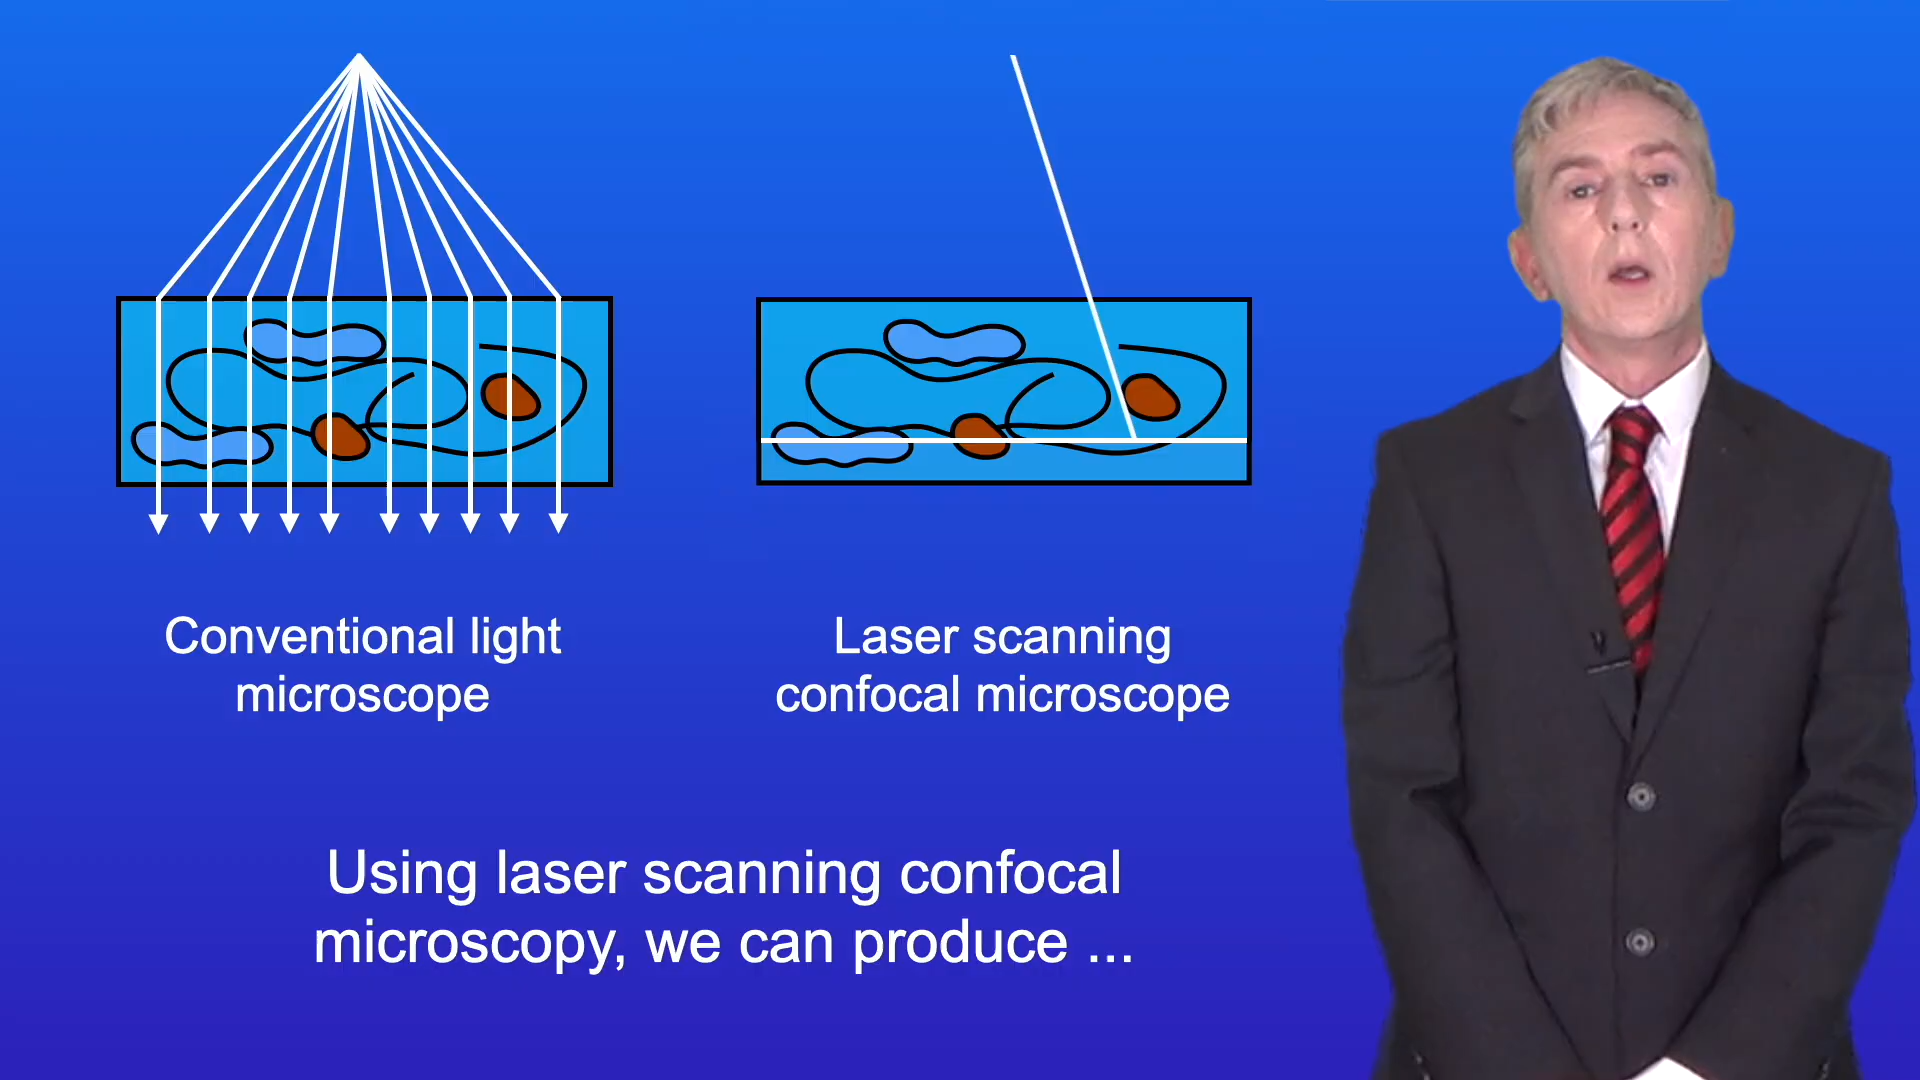 Conventional light
microscope
Laser scanning
confocal microscope
Using laser scanning confocal
microscopy, we can produce ...